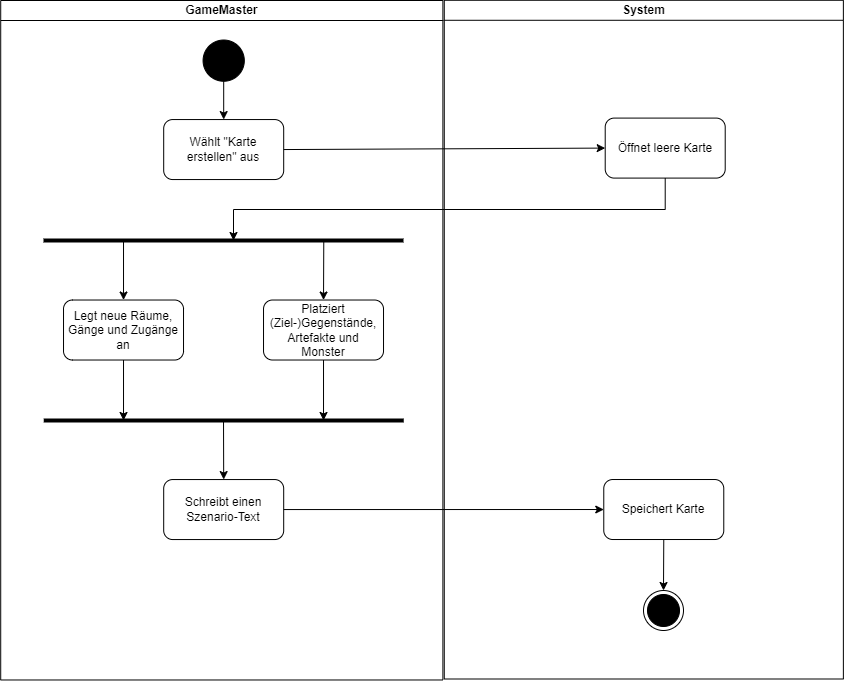 GameMaster
System
Wählt "Karte
erstellen" aus
Öffnet leere Karte
Legt neue Räume,
Gänge und Zugänge
an
Platziert
(Ziel-)Gegenstände,
Artefakte und
Monster
Schreibt einen
Szenario-Text
Speichert Karte